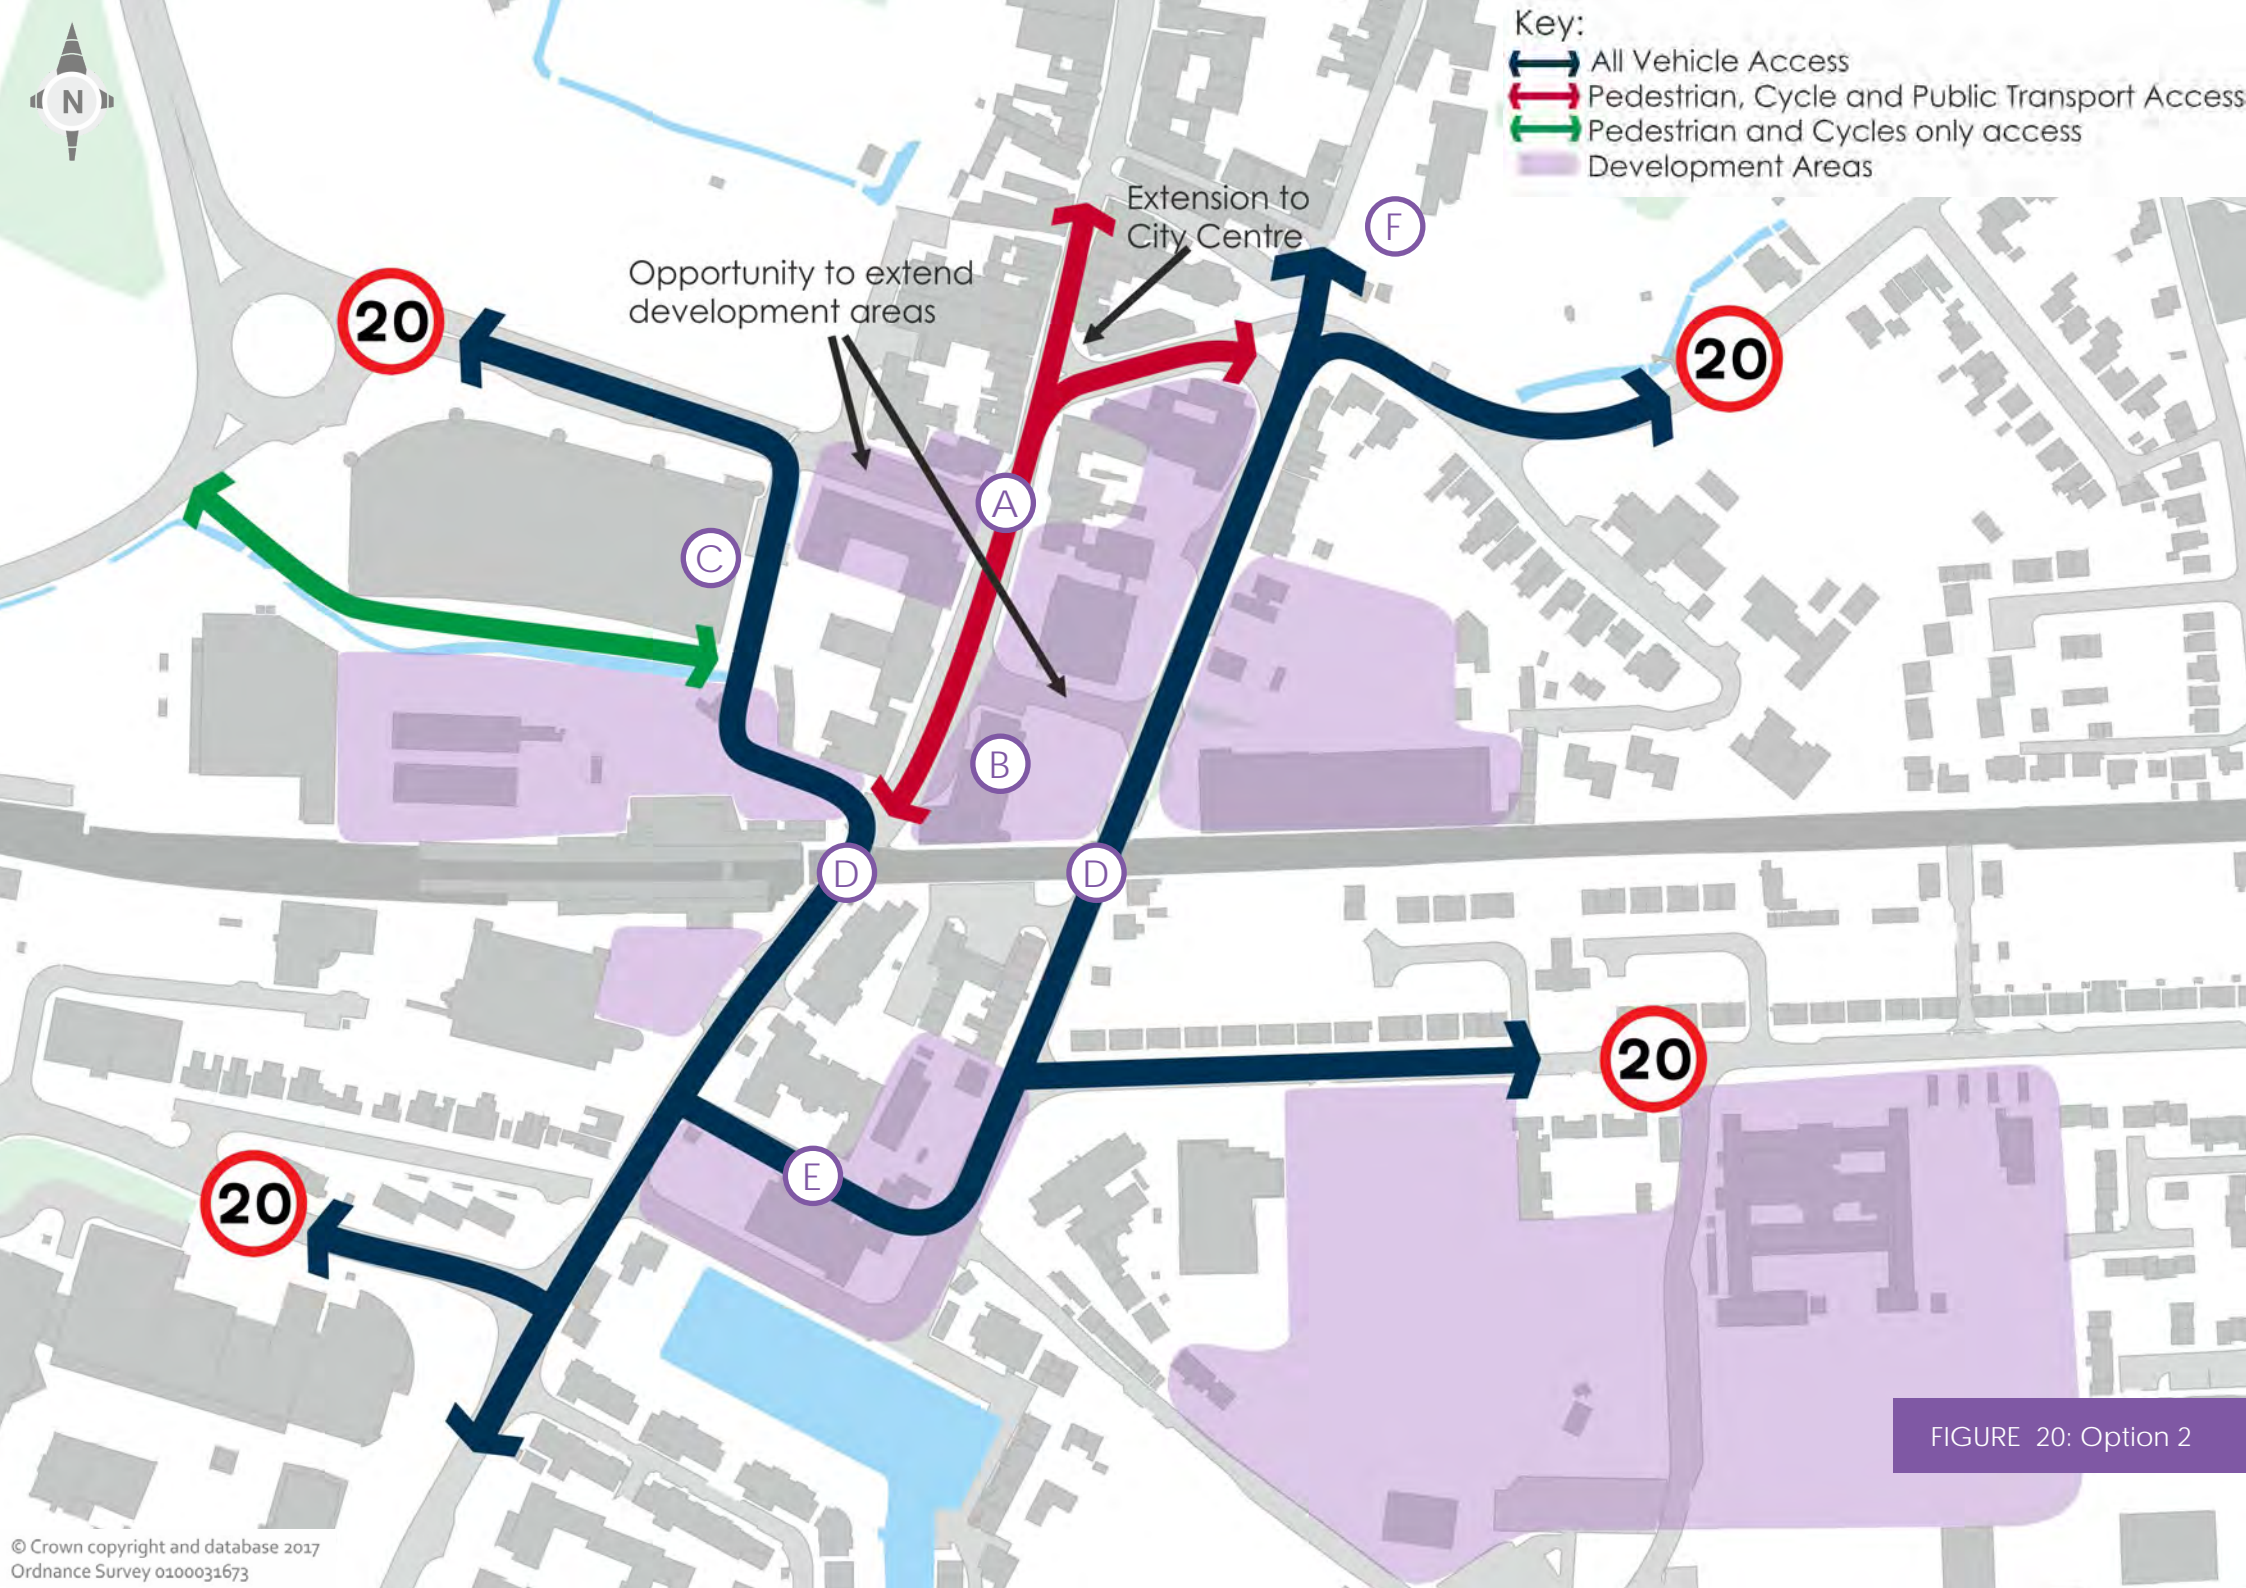 N
Key:
All Vehicle Access
Pedestrian, Cycle and Public Transport Access
Pedestrian and Cycles only access
Development Areas
Extension to
City Centre
F
Opportunity to extend
development areas
20
20
A
C
B
D
D
20
E
20
FIGURE 20: Option 2
© Crown copyright and database 2017
Ordnance Survey 0100031673